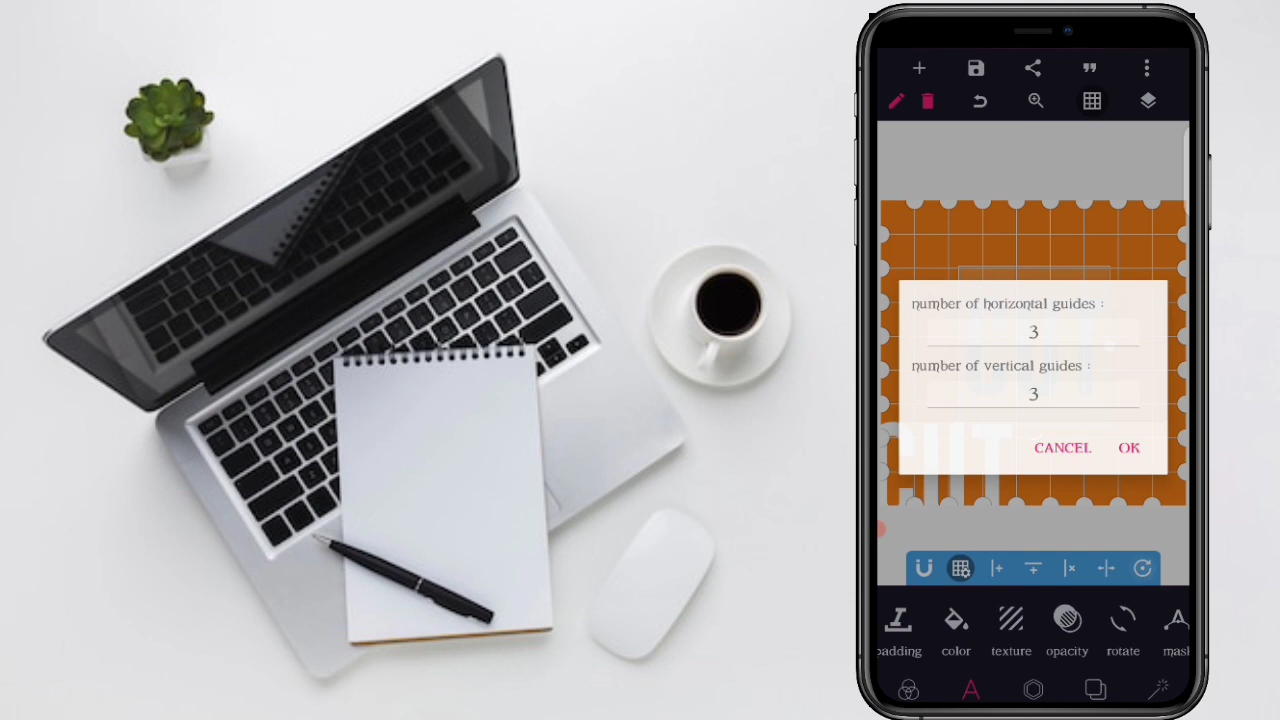 number of horizontal guides :
3
number of vertical guides :
3
CANCEL OK
padding color texture opacity rotate mask